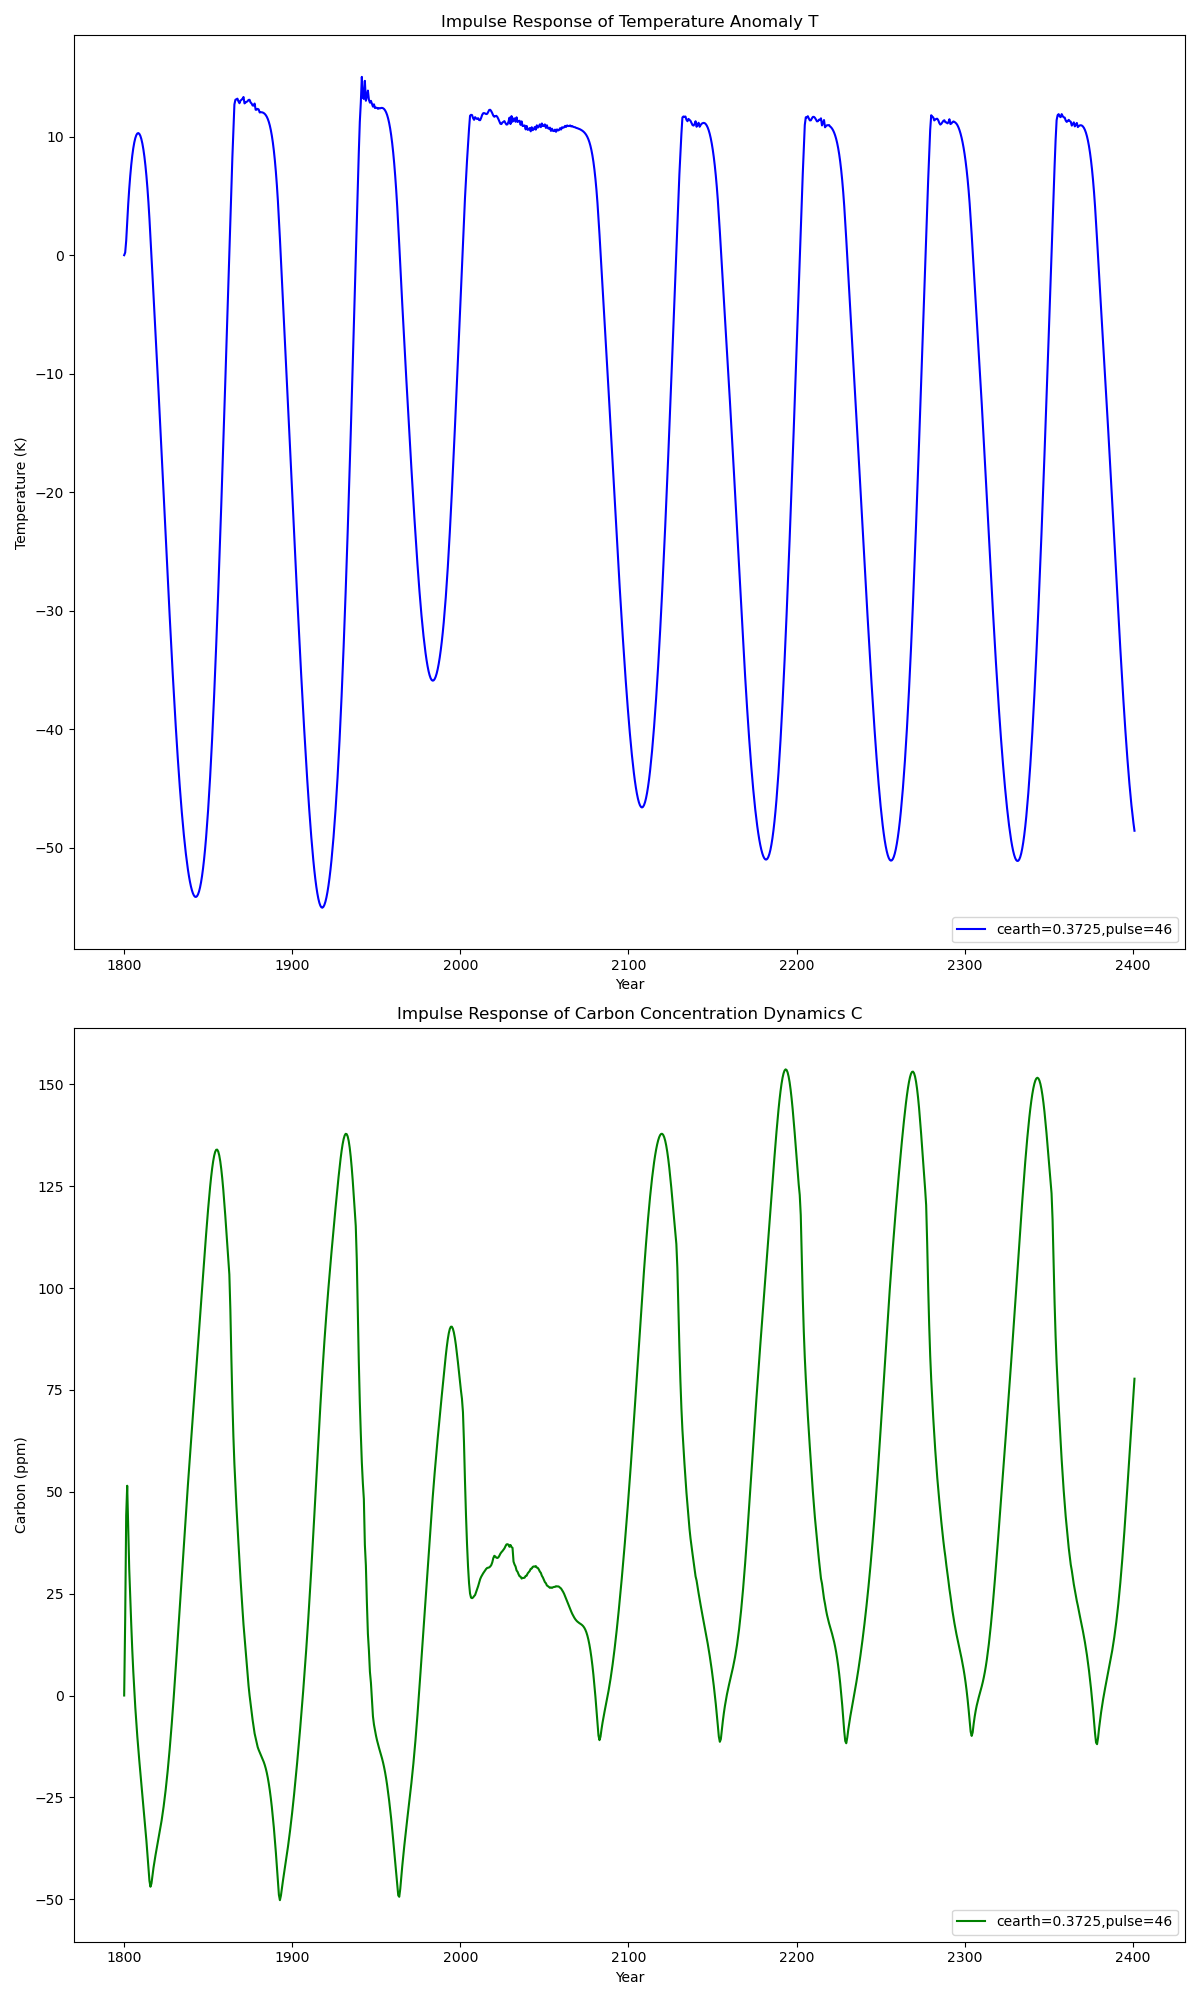 Impulse Response of Temperature Anomaly T
10
0
−10
−20
−30
−40
−50
Temperature (K)
cearth=0.3725,pulse=46
1800 1900 2000 2100 2200 2300 2400
Year
Impulse Response of Carbon Concentration Dynamics C
150
125
100
75
50
25
0
−25
−50
Carbon (ppm)
cearth=0.3725,pulse=46
1800 1900 2000 2100 2200 2300 2400
Year